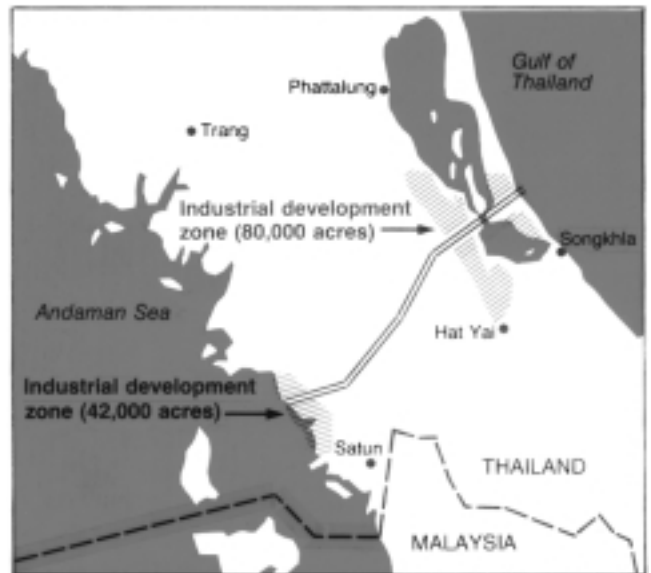 Gulf of
Thailand
Phattalung
Trang
Industrial development
zone (80,000 acres)
Songkhla
Andaman Sea
Hat Yai
Industrial development
zone (42,000 acres)
Satun
THAILAND
MALAYSIA